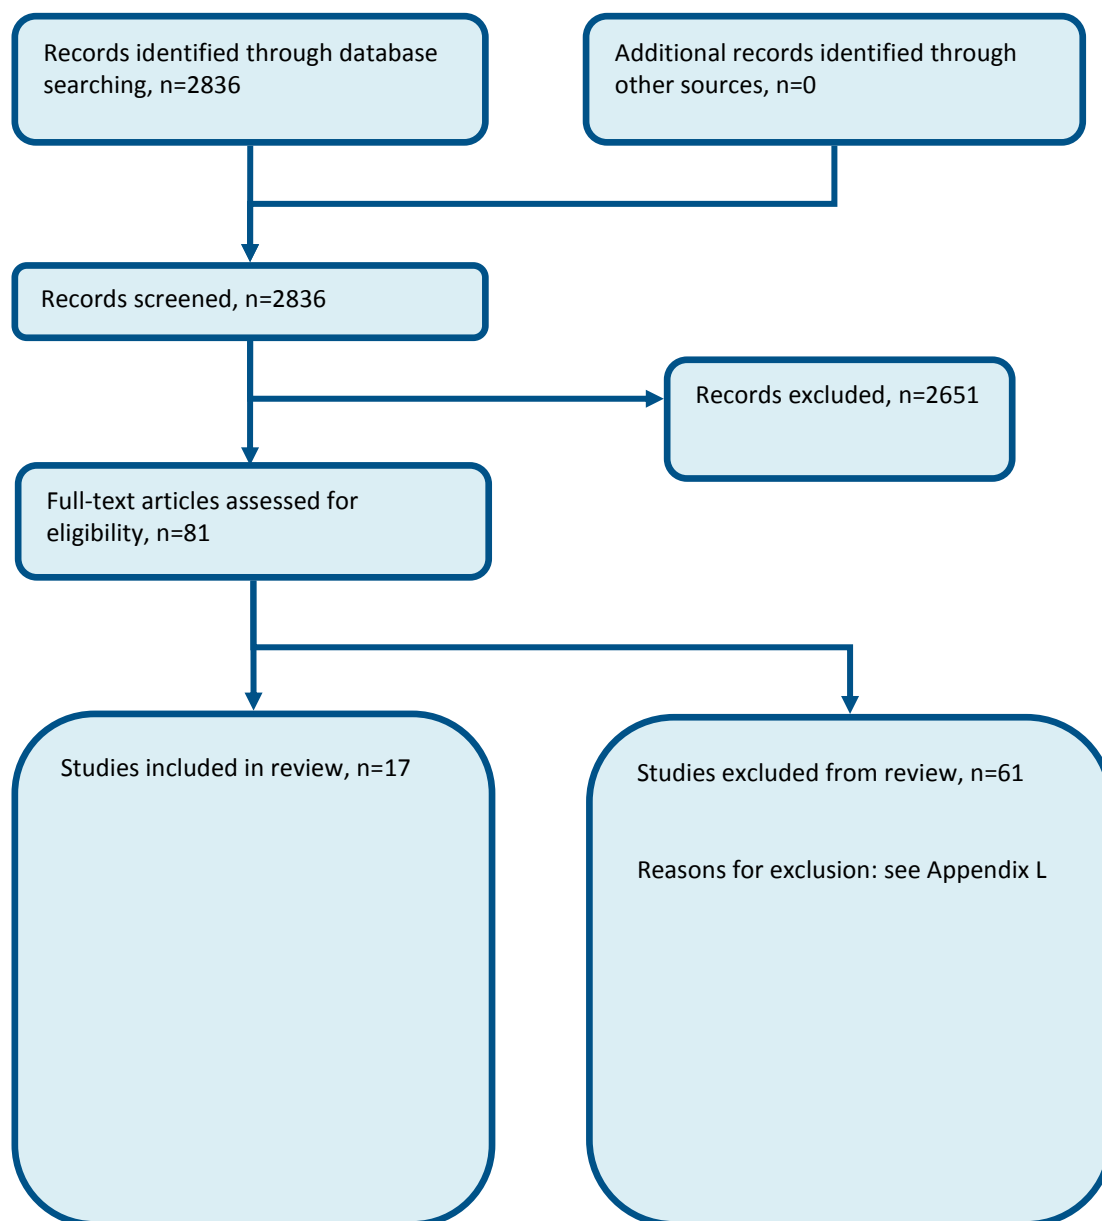 Records identified through database
searching, n=2836
Additional records identified through
other sources, n=0
Records screened, n=2836
Records excluded, n=2651
Full-text articles assessed for
eligibility, n=81
Studies included in review, n=17
Studies excluded from review, n=61
Reasons for exclusion: see Appendix L